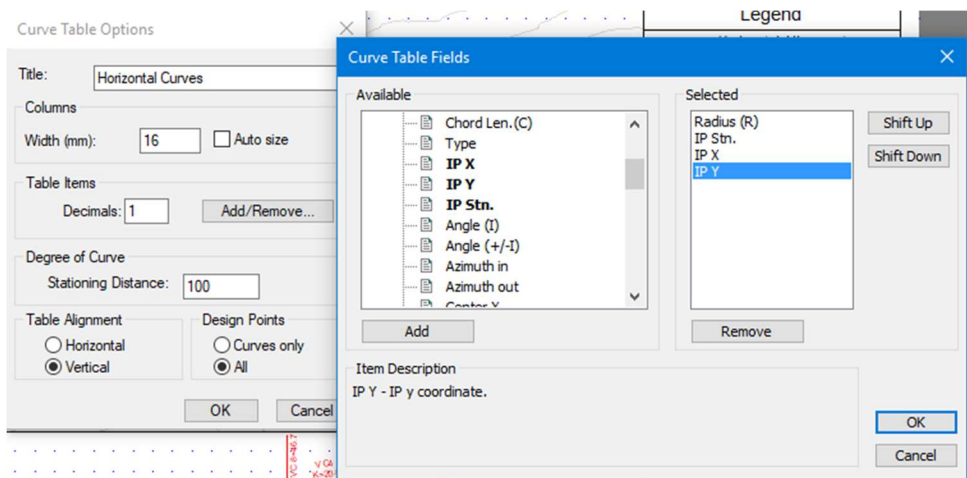 Legend
Curve Table Options
Title: Horizontal Curves
Columns
Width (mm): 16 Auto size
Table Items
Decimals: 1 Add/Remove...
Degree of Curve
Stationing Distance: 100
Table Alignment
Horizontal
Vertical
Design Points
Curves only
All
OK Cancel
Curve Table Fields
Available
Chord Len.(C)
Type
IP X
IP Y
IP Stn.
Angle (I)
Angle (+/-I)
Azimuth in
Azimuth out
Center X
Add
Selected
Radius (R)
IP Stn.
IP X
IP Y
Remove
Shift Up
Shift Down
Item Description
IP Y - IP y coordinate.
OK
Cancel